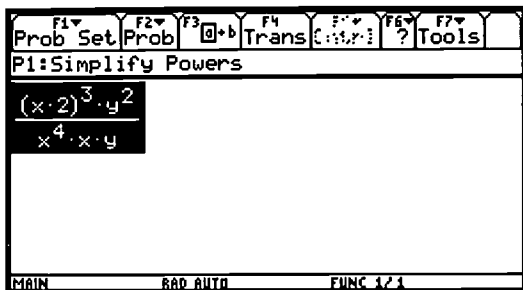 F1 F2 F3 F4 F6 F7
Prob Set Prob a+b Trans ? Tools
P1:Simplify Powers
(x·2)³·y²
x⁴·x·y
MAIN RAD AUTO FUNC 1/1